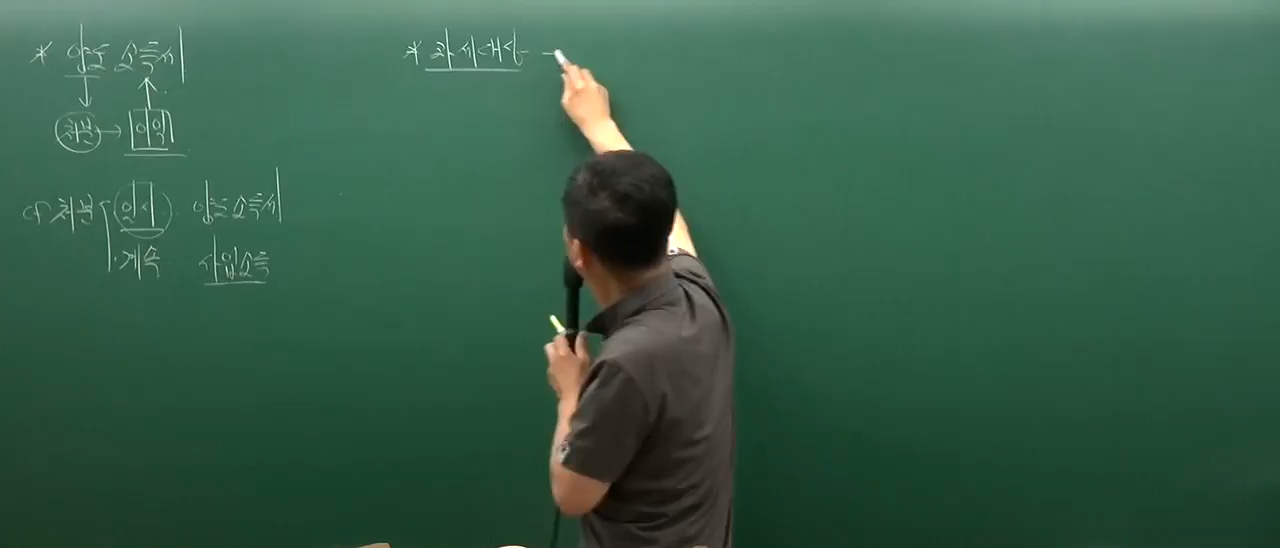 * 양도소득세
처분 → 이익
cf 처분 일시 양도소득세
계속 사업소득
* 과세대상 -